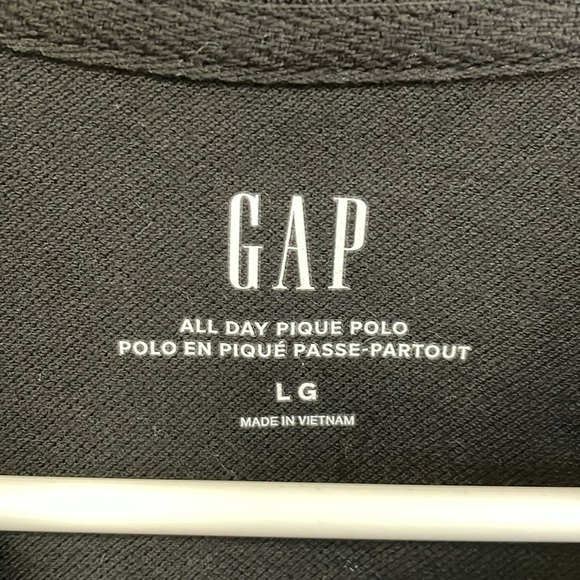 GAP
ALL DAY PIQUE POLO
POLO EN PIQUÉ PASSE-PARTOUT
L G
MADE IN VIETNAM